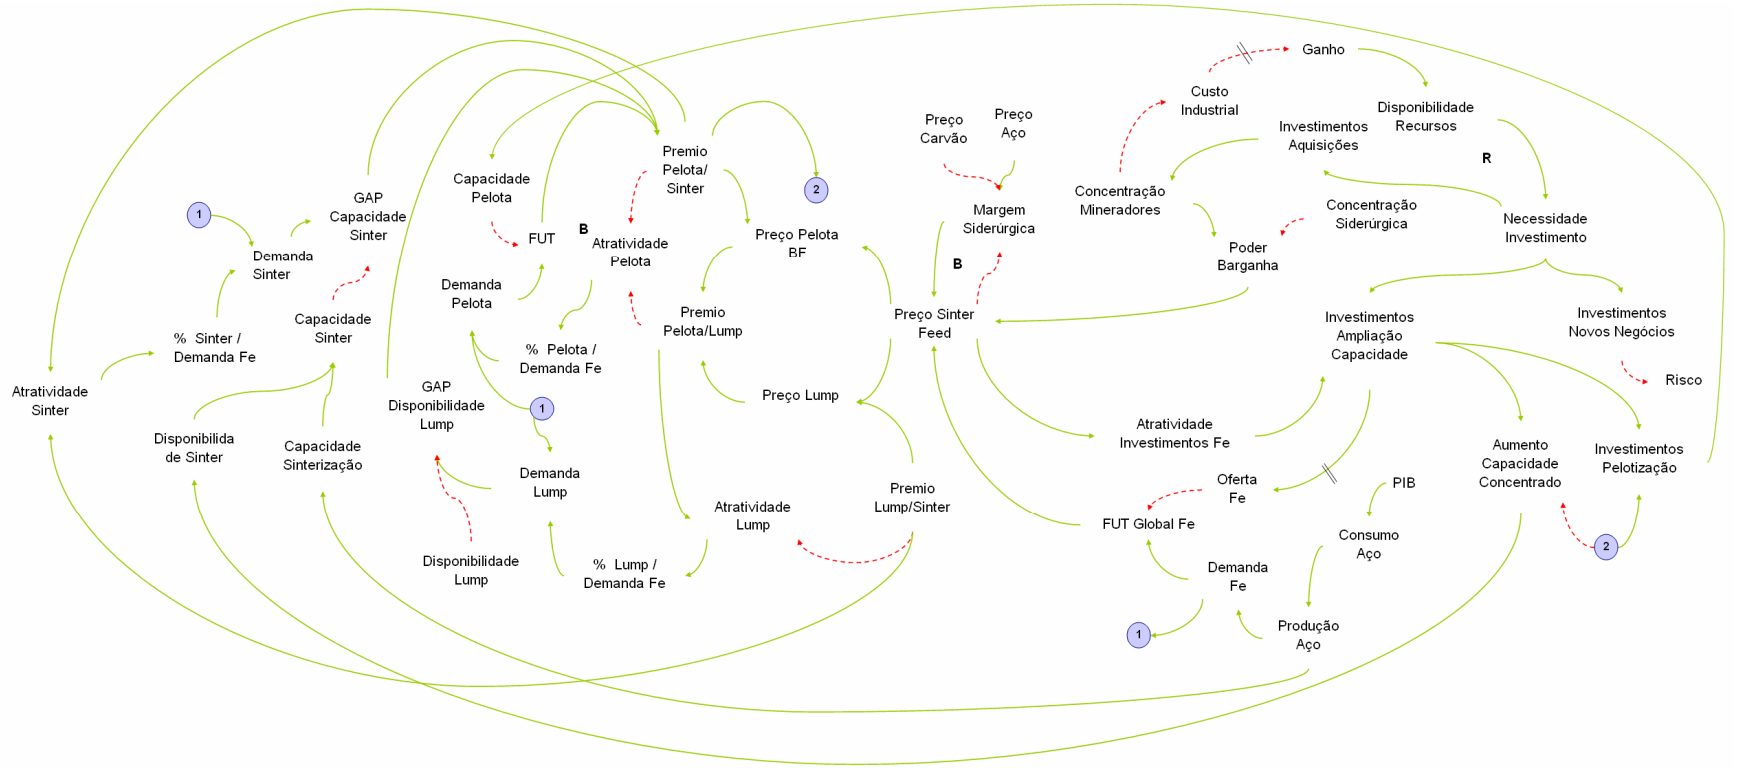 Ganho
Custo
Industrial
Disponibilidade
Recursos
Preço
Carvão
Preço
Aço
Investimentos
Aquisições
R
Premio
Pelota/
Sinter
Capacidade
Pelota
2
Concentração
Mineradores
Concentração
Siderúrgica
GAP
Capacidade
Sinter
1
Margem
Siderúrgica
Necessidade
Investimento
FUT
B
Atratividade
Pelota
Preço Pelota
BF
Poder
Barganha
Demanda
Sinter
B
Demanda
Pelota
Capacidade
Sinter
Premio
Pelota/Lump
Preço Sinter
Feed
Investimentos
Ampliação
Capacidade
Investimentos
Novos Negócios
% Sinter /
Demanda Fe
% Pelota /
Demanda Fe
Risco
Atratividade
Sinter
GAP
Disponibilidade
Lump
Preço Lump
1
Atratividade
Investimentos Fe
Disponibilida
de Sinter
Capacidade
Sinterização
Aumento
Capacidade
Concentrado
Investimentos
Pelotização
Demanda
Lump
Oferta
Fe
PIB
Premio
Lump/Sinter
Atratividade
Lump
FUT Global Fe
Consumo
Aço
2
Disponibilidade
Lump
% Lump /
Demanda Fe
Demanda
Fe
1
Produção
Aço